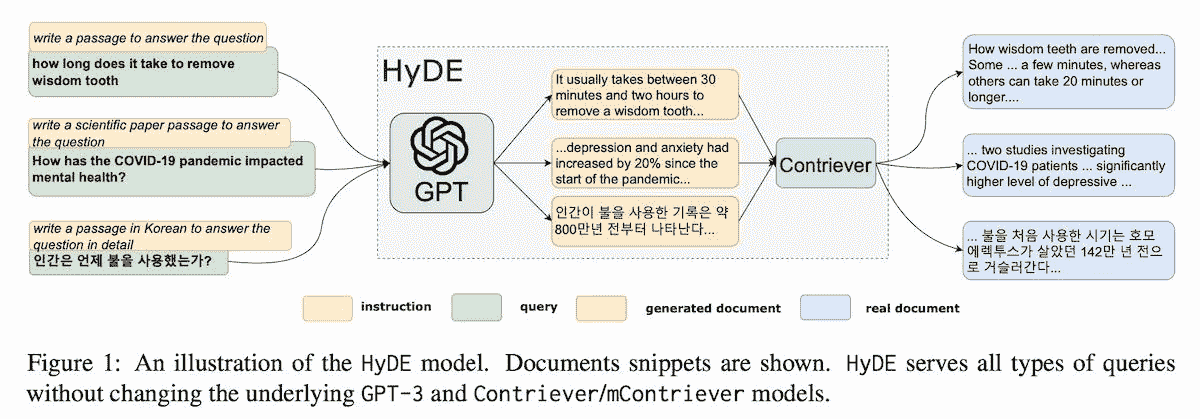 write a passage to answer the question
how long does it take to remove
wisdom tooth
write a scientific paper passage to answer
the question
How has the COVID-19 pandemic impacted
mental health?
write a passage in Korean to answer the
question in detail
인간은 언제 불을 사용했는가?
HyDE
GPT
It usually takes between 30
minutes and two hours to
remove a wisdom tooth...
...depression and anxiety had
increased by 20% since the
start of the pandemic...
인간이 불을 사용한 기록은 약
800만년 전부터 나타난다...
Contriever
How wisdom teeth are removed...
Some ... a few minutes, whereas
others can take 20 minutes or
longer....
... two studies investigating
COVID-19 patients ... significantly
higher level of depressive ...
... 불을 처음 사용한 시기는 호모
에렉투스가 살았던 142만 년 전으
로 거슬러간다...
instruction
query
generated document
real document
Figure 1: An illustration of the HyDE model. Documents snippets are shown. HyDE serves all types of queries
without changing the underlying GPT-3 and Contriever/mContriever models.